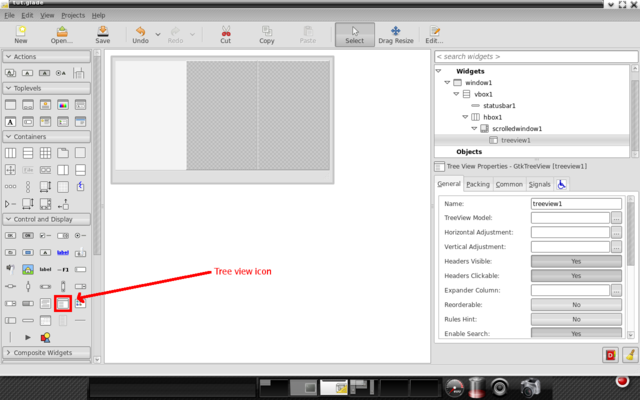 tut.glade
File Edit View Projects Help
New Open... Save Undo Redo Cut Copy Paste Select Drag Resize Edit...
Actions
Toplevels
Containers
Control and Display
label
label
Composite Widgets
Tree view icon
< search widgets >
Widgets
window1
vbox1
statusbar1
hbox1
scrolledwindow1
treeview1
Objects
Tree View Properties - GtkTreeView [treeview1]
General Packing Common Signals
Name: treeview1
TreeView Model: ...
Horizontal Adjustment: ...
Vertical Adjustment: ...
Headers Visible: Yes
Headers Clickable: Yes
Expander Column: ...
Reorderable: No
Rules Hint: No
Enable Search: Yes